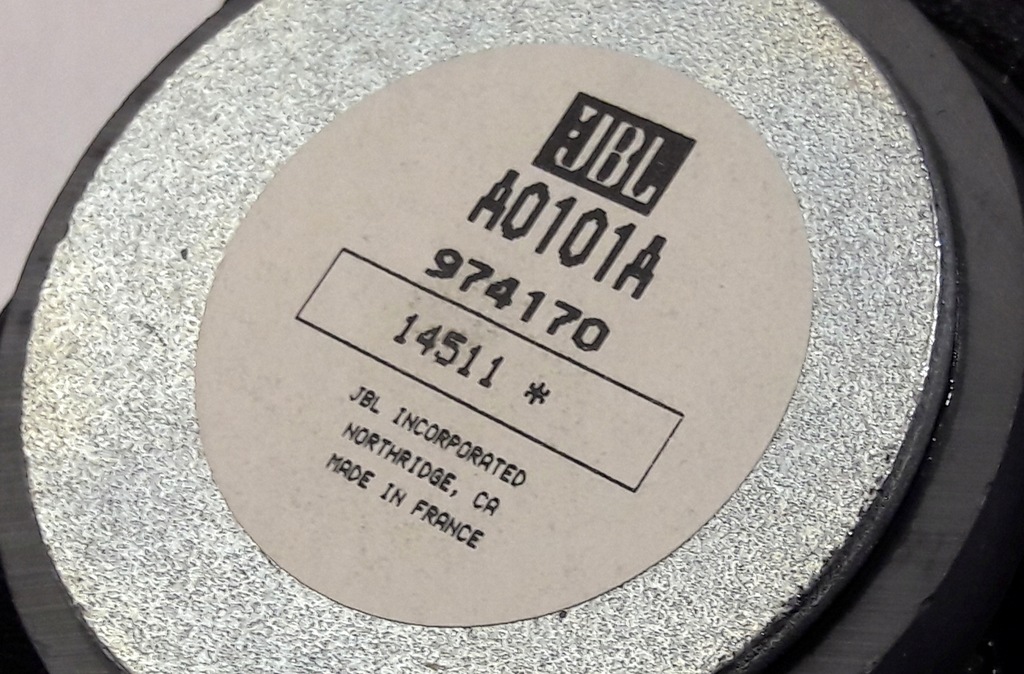 JBL
A0101A
974170
14511 *
JBL INCORPORATED
NORTHRIDGE, CA
MADE IN FRANCE